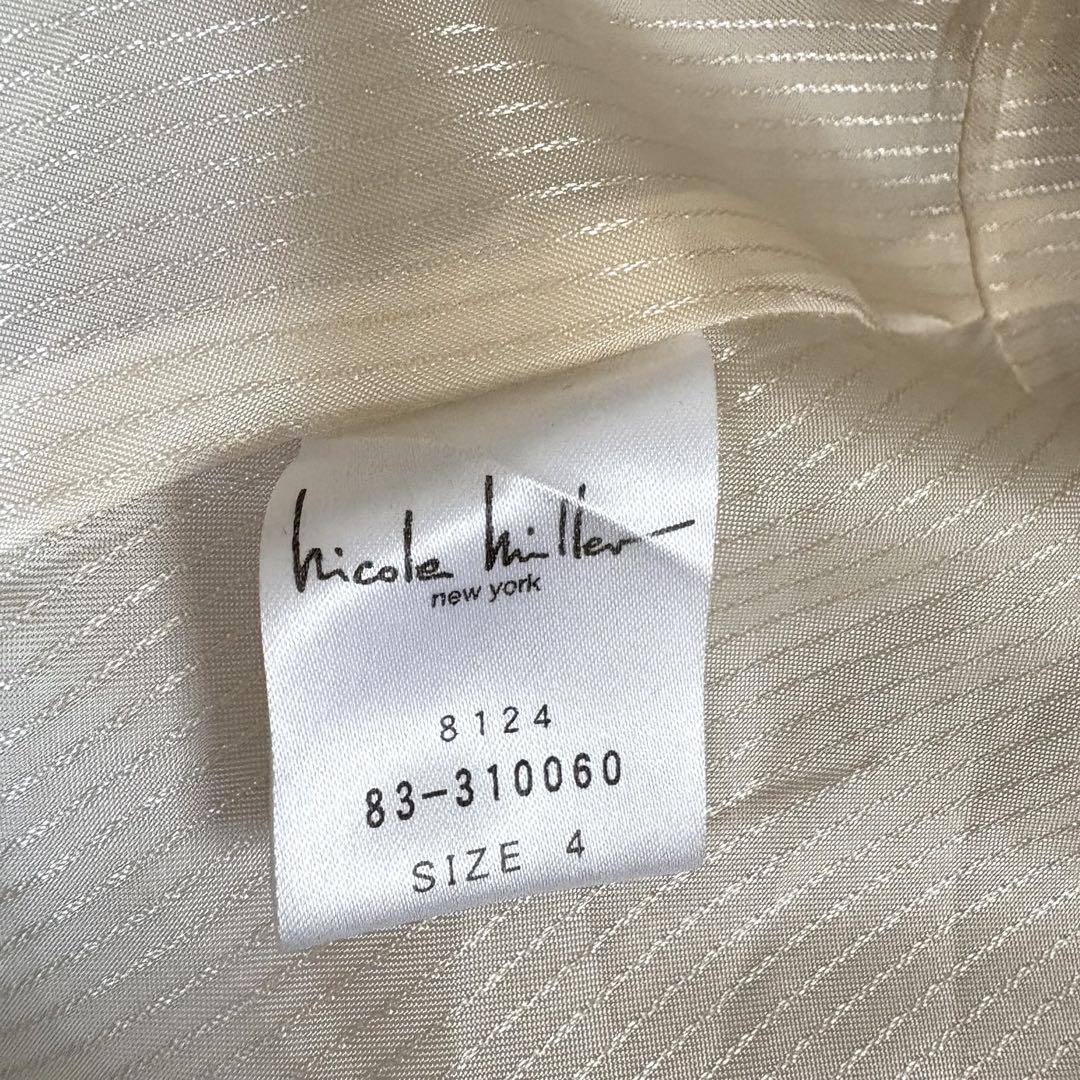 nicole miller
new york
8124
83-310060
SIZE 4